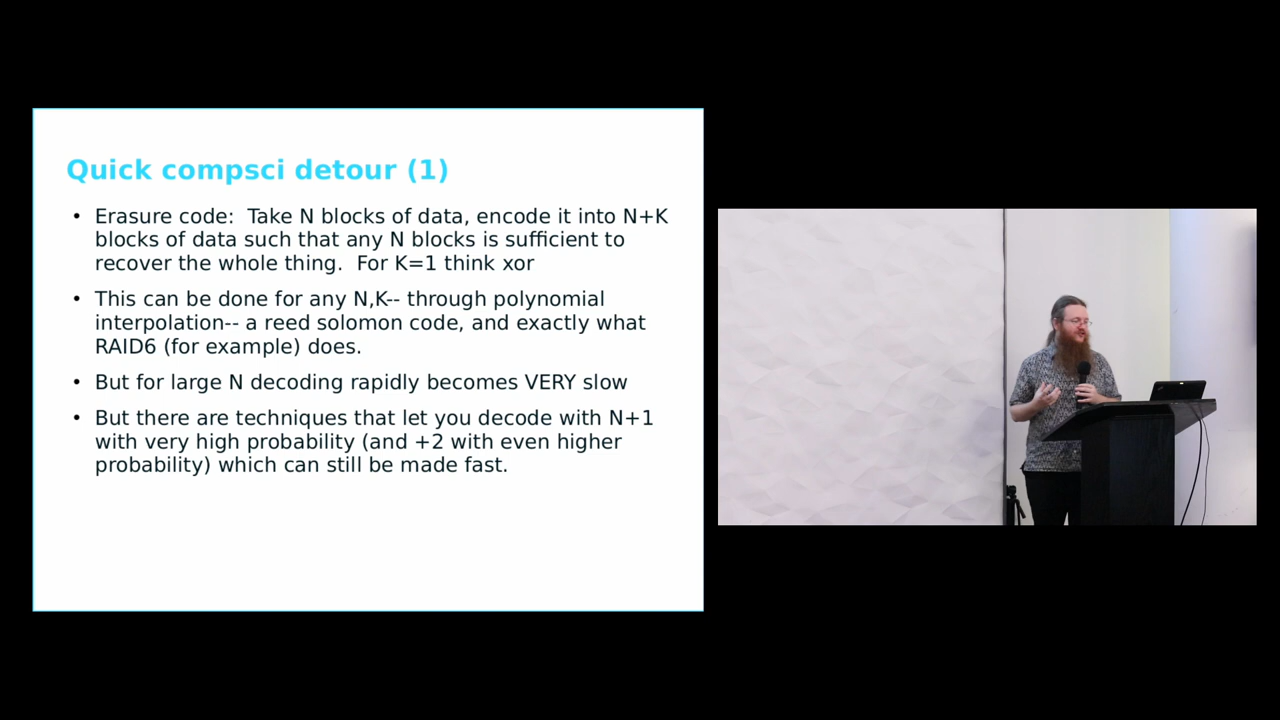 Quick compsci detour (1)
• Erasure code:  Take N blocks of data, encode it into N+K
blocks of data such that any N blocks is sufficient to
recover the whole thing.  For K=1 think xor
• This can be done for any N,K-- through polynomial
interpolation-- a reed solomon code, and exactly what
RAID6 (for example) does.
• But for large N decoding rapidly becomes VERY slow
• But there are techniques that let you decode with N+1
with very high probability (and +2 with even higher
probability) which can still be made fast.